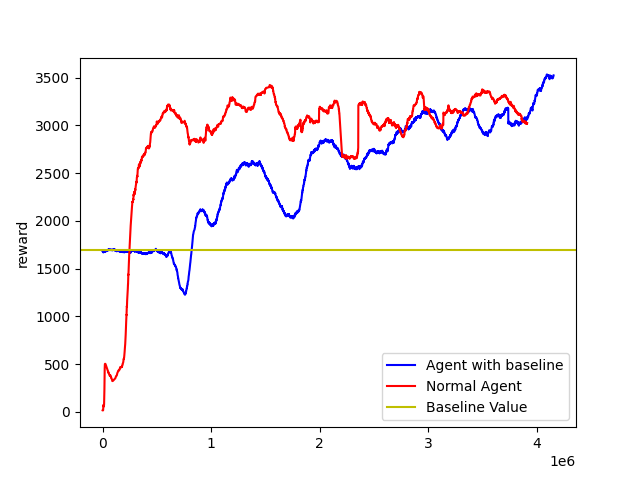 3500
3000
2500
2000
1500
1000
500
0
reward
Agent with baseline
Normal Agent
Baseline Value
0 1 2 3 4
1e6